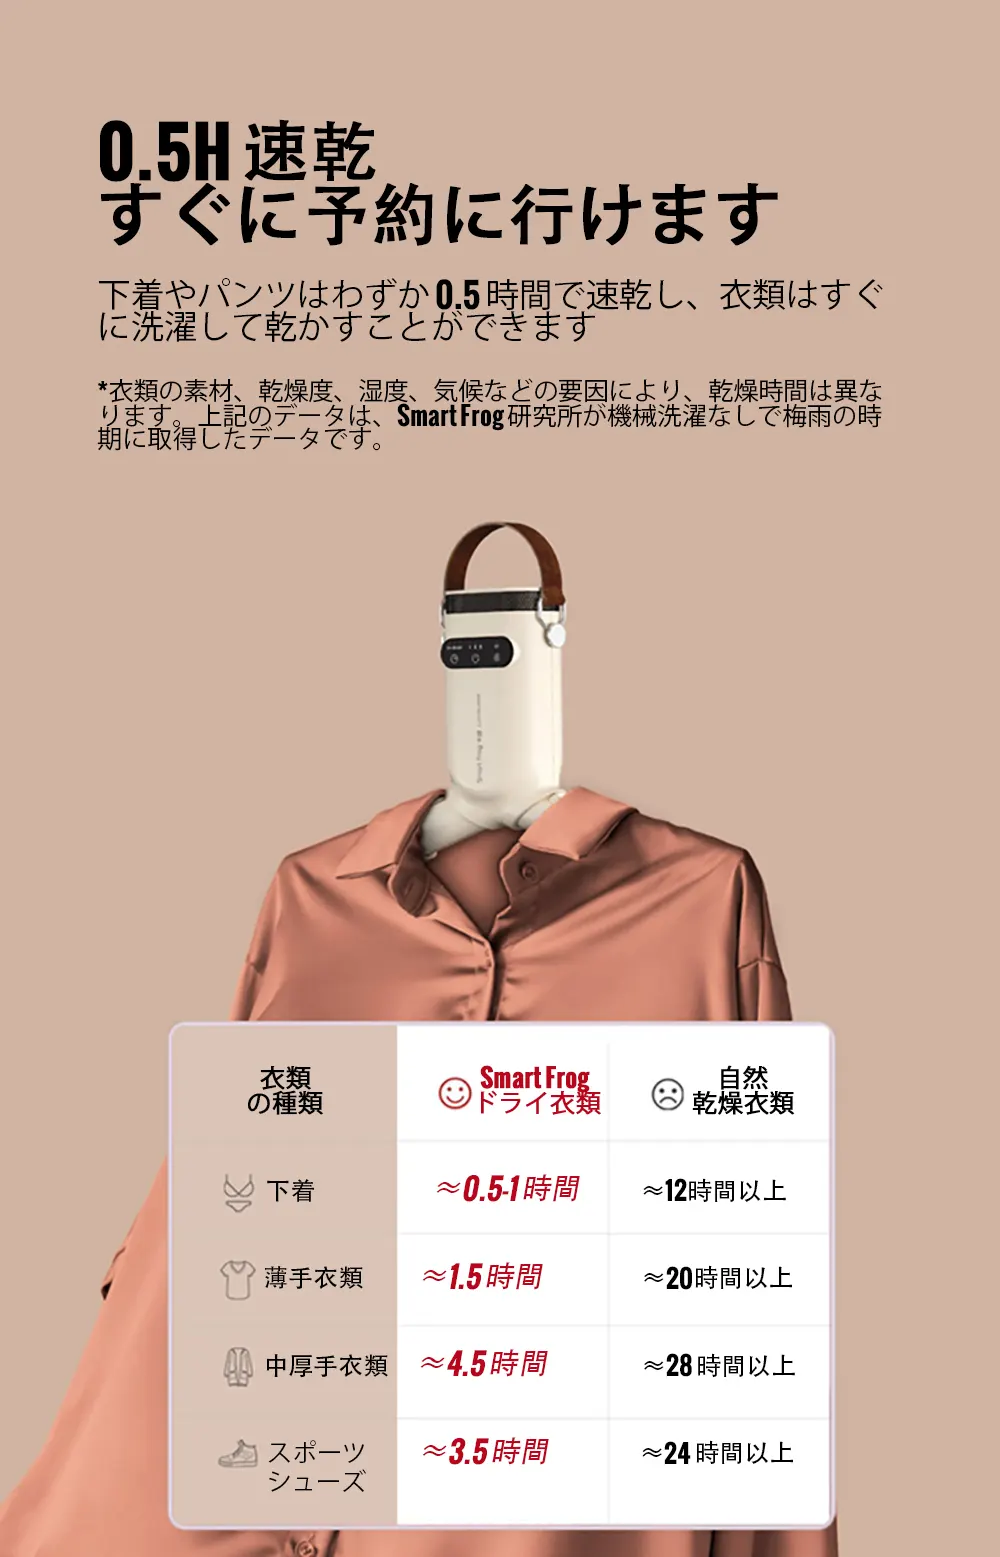 0.5H 速乾
すぐに予約に行けます
下着やパンツはわずか0.5時間で速乾し、衣類はすぐ
に洗濯して乾かすことができます
*衣類の素材、乾燥度、湿度、気候などの要因により、乾燥時間は異な
ります。上記のデータは、Smart Frog研究所が機械洗濯なしで梅雨の時
期に取得したデータです。
Smart Frog
衣類
の種類
Smart Frog
ドライ衣類
自然
乾燥衣類
下着
≈0.5-1時間
≈12時間以上
薄手衣類
≈1.5時間
≈20時間以上
中厚手衣類
≈4.5時間
≈28時間以上
スポーツ
シューズ
≈3.5時間
≈24時間以上